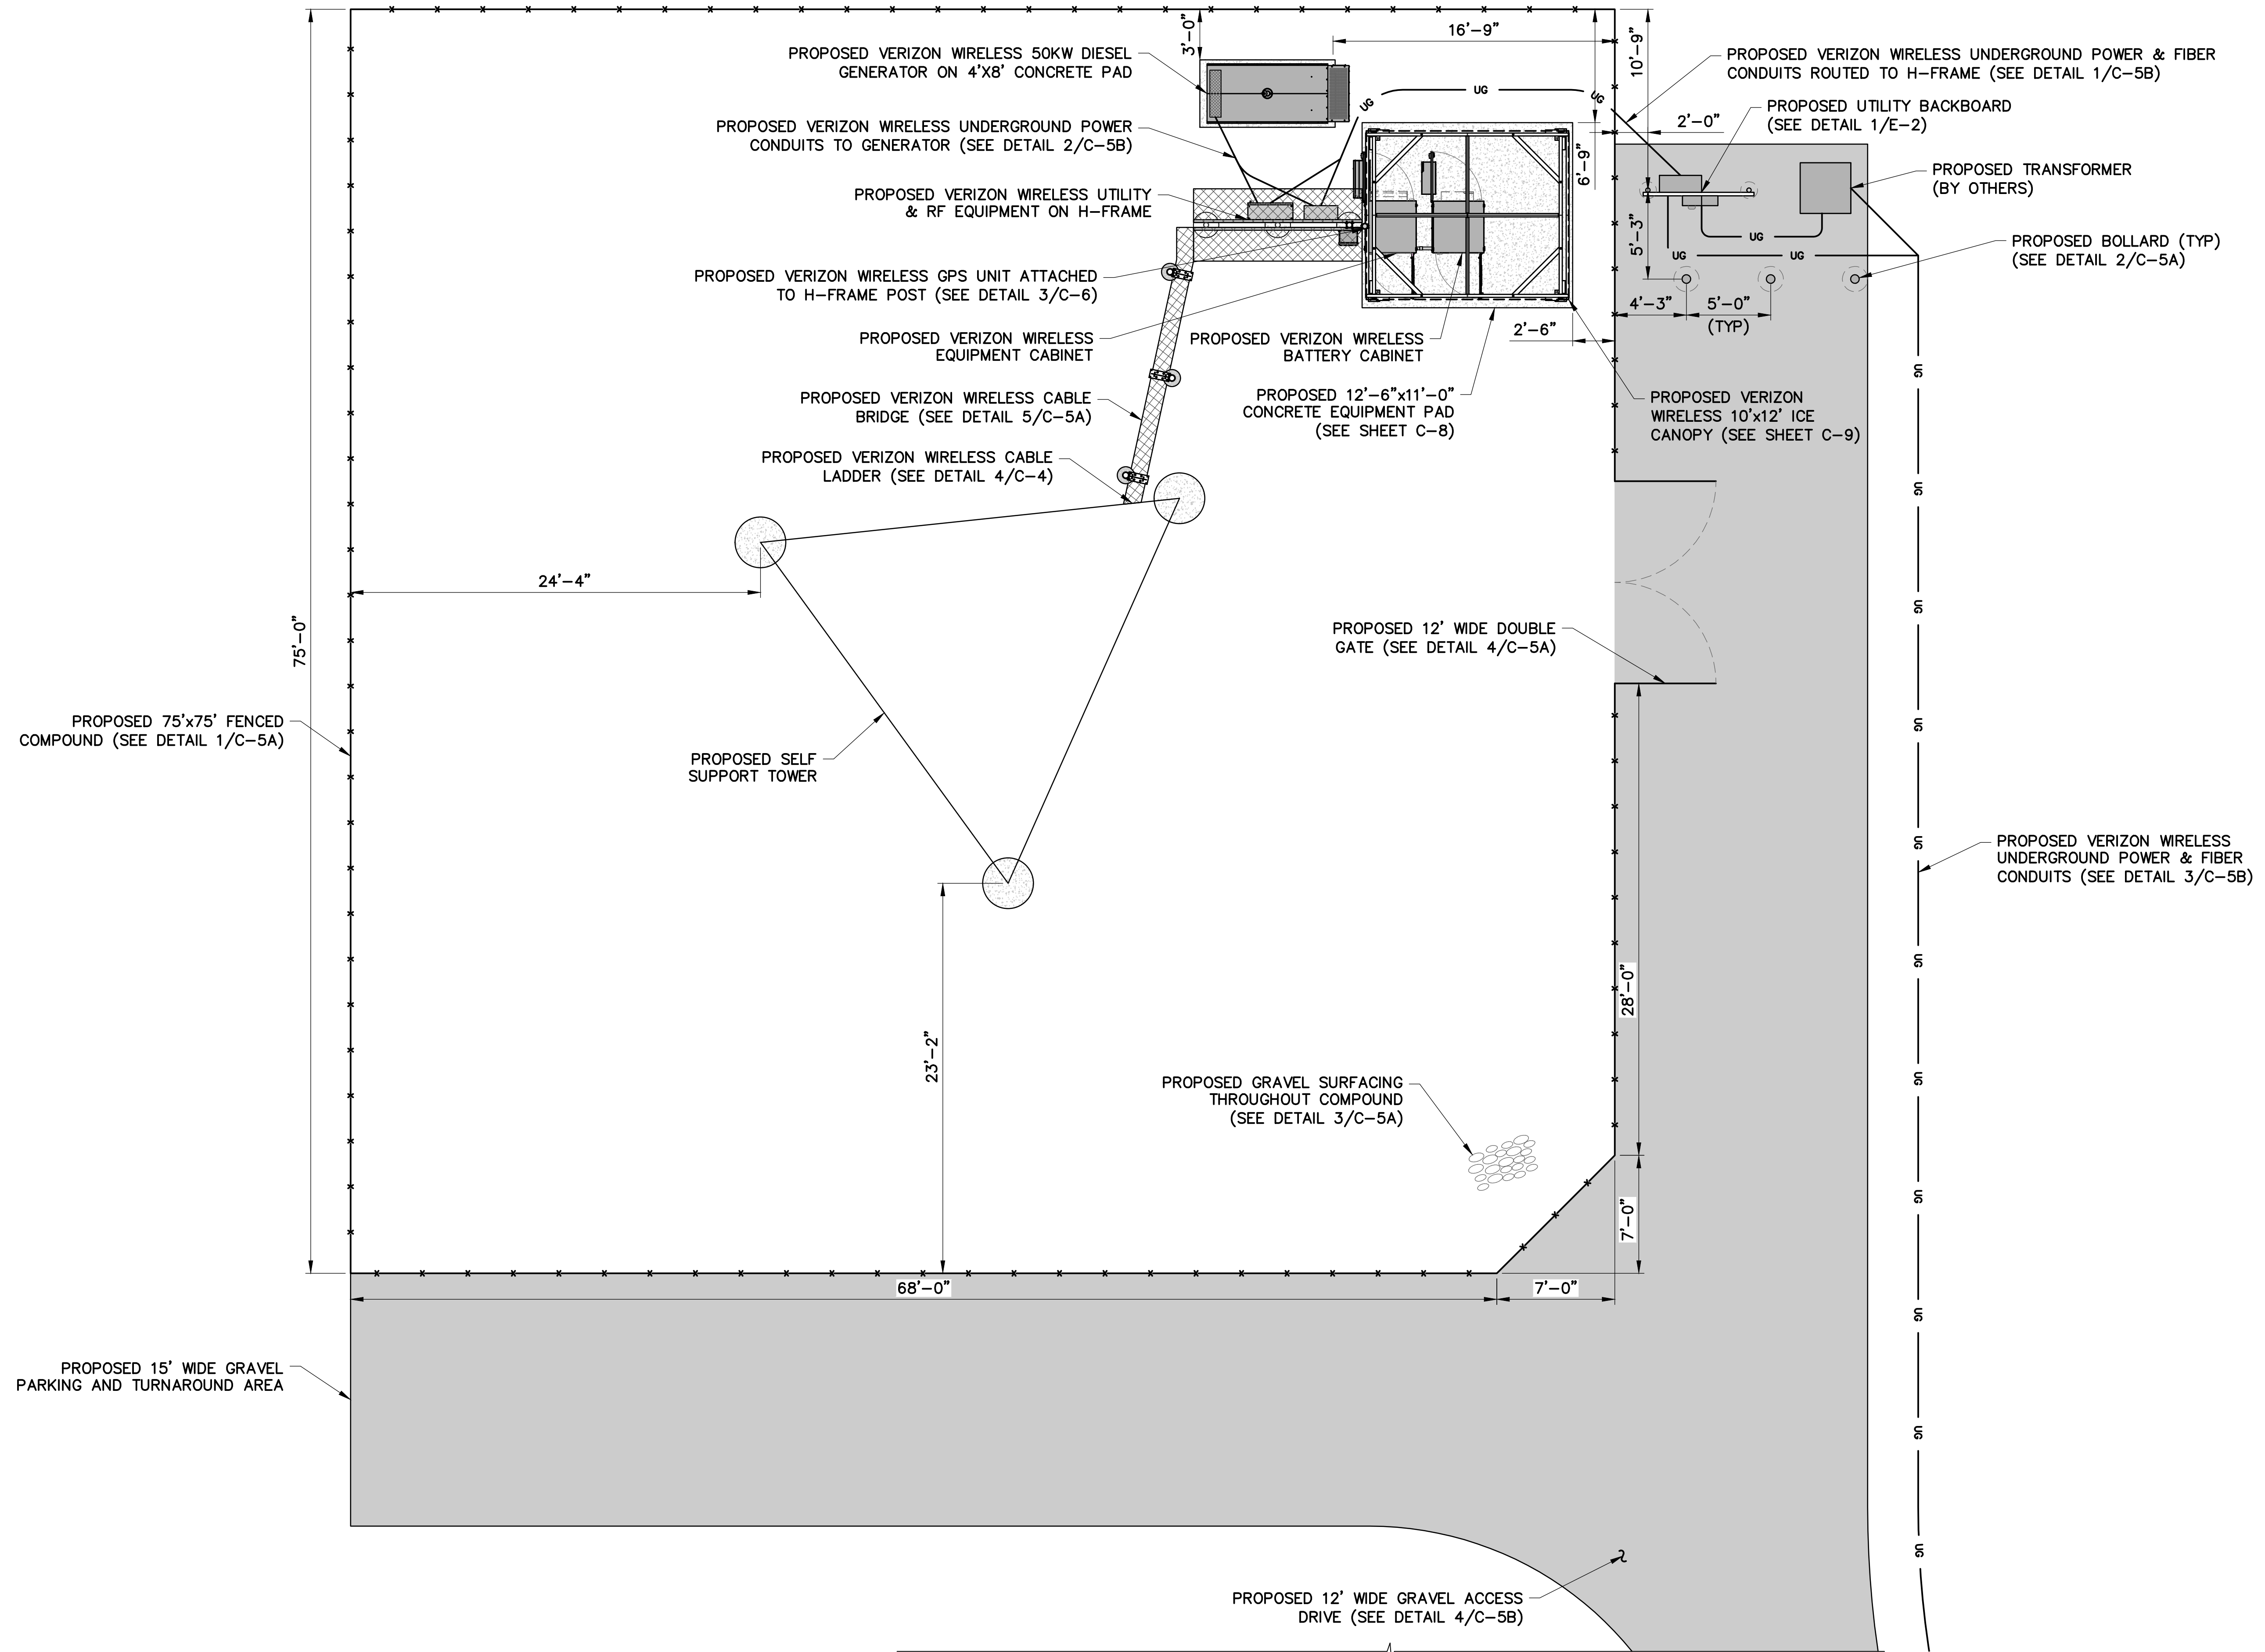 3'-0"
16'-9"
10'-9"
PROPOSED VERIZON WIRELESS 50KW DIESEL
GENERATOR ON 4'X8' CONCRETE PAD
PROPOSED VERIZON WIRELESS UNDERGROUND POWER & FIBER
CONDUITS ROUTED TO H-FRAME (SEE DETAIL 1/C-5B)
UG
UG
UG
PROPOSED UTILITY BACKBOARD
(SEE DETAIL 1/E-2)
2'-0"
PROPOSED VERIZON WIRELESS UNDERGROUND POWER
CONDUITS TO GENERATOR (SEE DETAIL 2/C-5B)
6'-9"
PROPOSED TRANSFORMER
(BY OTHERS)
PROPOSED VERIZON WIRELESS UTILITY
& RF EQUIPMENT ON H-FRAME
5'-3"
UG
UG
UG
PROPOSED BOLLARD (TYP)
(SEE DETAIL 2/C-5A)
PROPOSED VERIZON WIRELESS GPS UNIT ATTACHED
TO H-FRAME POST (SEE DETAIL 3/C-6)
4'-3"
5'-0"
(TYP)
2'-6"
PROPOSED VERIZON WIRELESS
EQUIPMENT CABINET
PROPOSED VERIZON WIRELESS
BATTERY CABINET
UG
PROPOSED VERIZON WIRELESS CABLE
BRIDGE (SEE DETAIL 5/C-5A)
PROPOSED 12'-6"x11'-0"
CONCRETE EQUIPMENT PAD
(SEE SHEET C-8)
PROPOSED VERIZON
WIRELESS 10'x12' ICE
CANOPY (SEE SHEET C-9)
PROPOSED VERIZON WIRELESS CABLE
LADDER (SEE DETAIL 4/C-4)
UG
24'-4"
UG
75'-0"
PROPOSED 12' WIDE DOUBLE
GATE (SEE DETAIL 4/C-5A)
PROPOSED 75'x75' FENCED
COMPOUND (SEE DETAIL 1/C-5A)
UG
PROPOSED SELF
SUPPORT TOWER
UG
PROPOSED VERIZON WIRELESS
UNDERGROUND POWER & FIBER
CONDUITS (SEE DETAIL 3/C-5B)
UG
28'-0"
23'-2"
UG
PROPOSED GRAVEL SURFACING
THROUGHOUT COMPOUND
(SEE DETAIL 3/C-5A)
UG
7'-0"
68'-0"
7'-0"
UG
PROPOSED 15' WIDE GRAVEL
PARKING AND TURNAROUND AREA
UG
UG
PROPOSED 12' WIDE GRAVEL ACCESS
DRIVE (SEE DETAIL 4/C-5B)